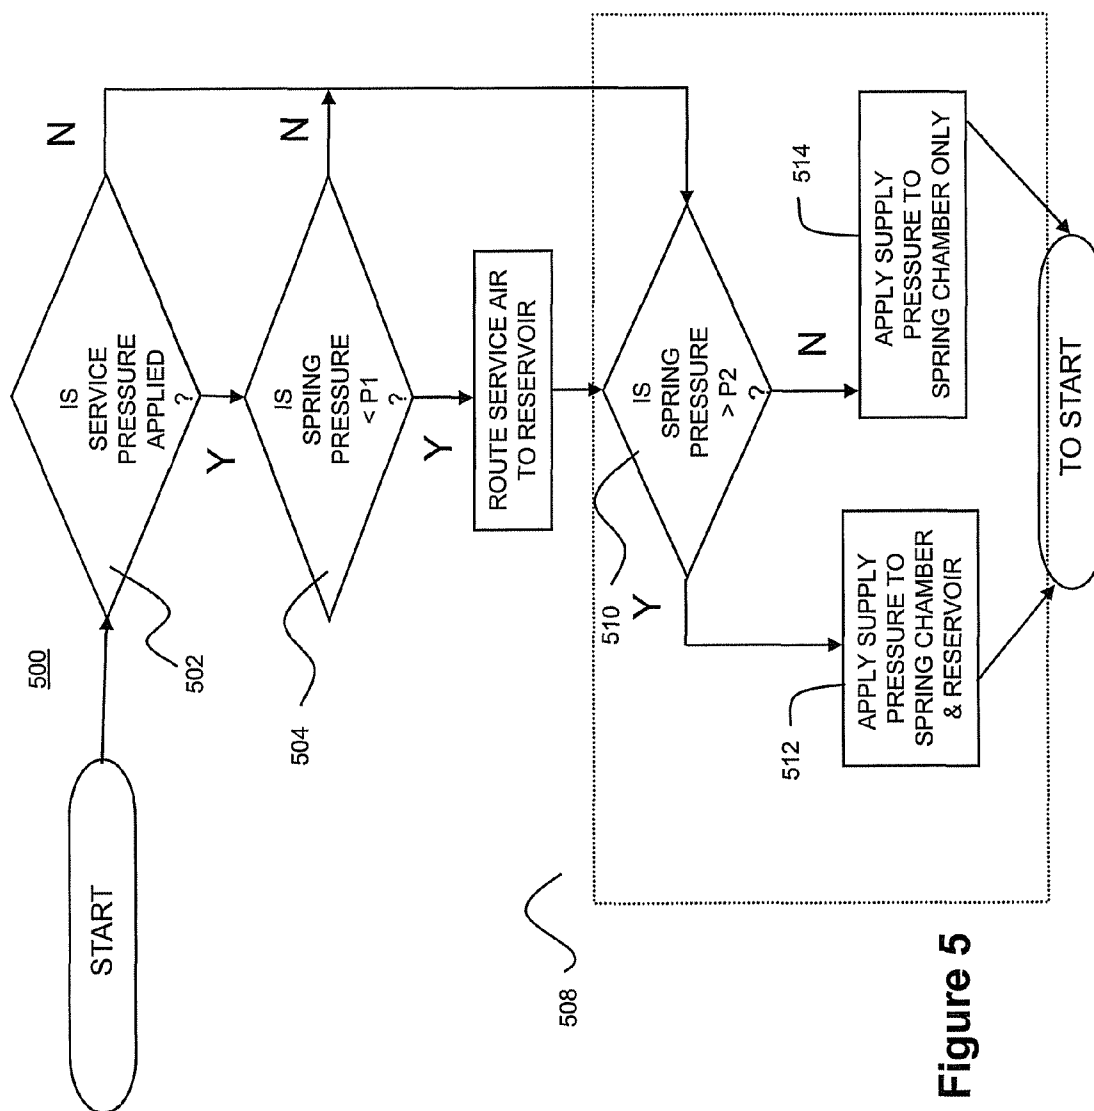 500
START
IS
SERVICE
PRESSURE
APPLIED
?
502
N
Y
IS
SPRING
PRESSURE
< P1
?
504
N
Y
ROUTE SERVICE AIR
TO RESERVOIR
508
IS
SPRING
PRESSURE
> P2
?
510
Y
N
APPLY SUPPLY
PRESSURE TO
SPRING CHAMBER
& RESERVOIR
512
APPLY SUPPLY
PRESSURE TO
SPRING CHAMBER ONLY
514
TO START
Figure 5